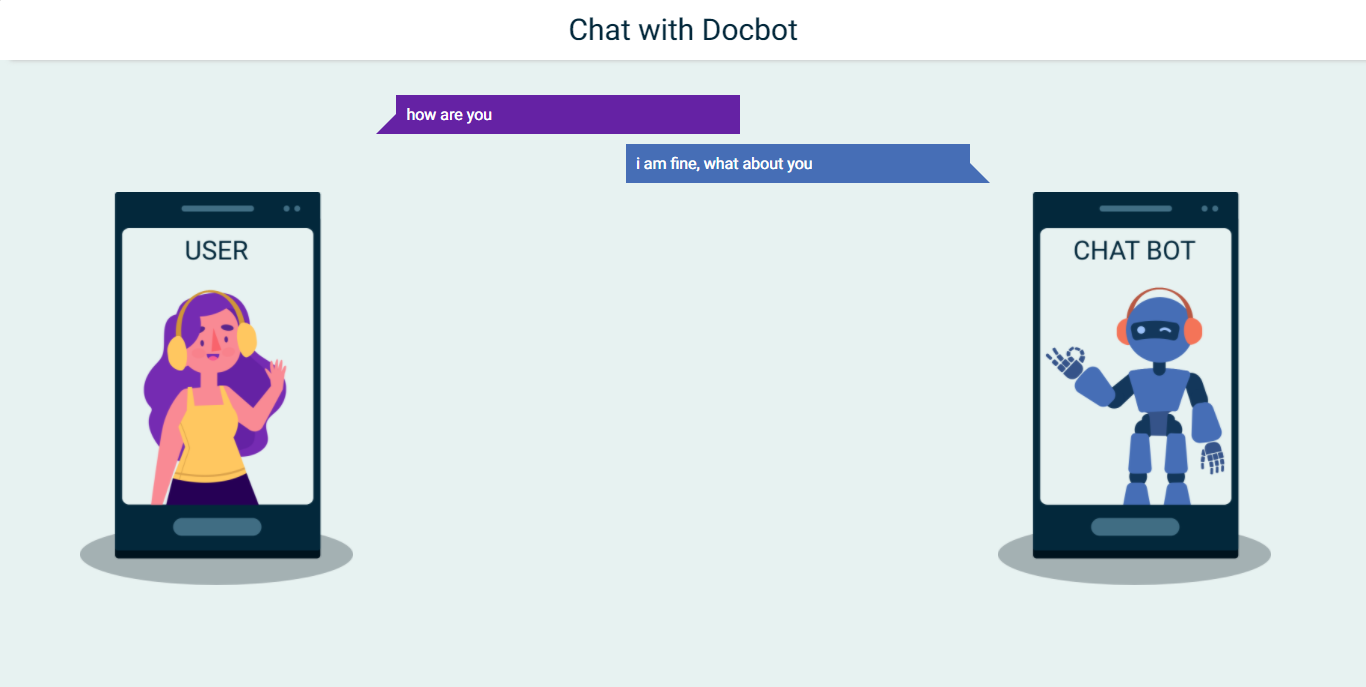 Chat with Docbot
how are you
i am fine, what about you
USER
CHAT BOT